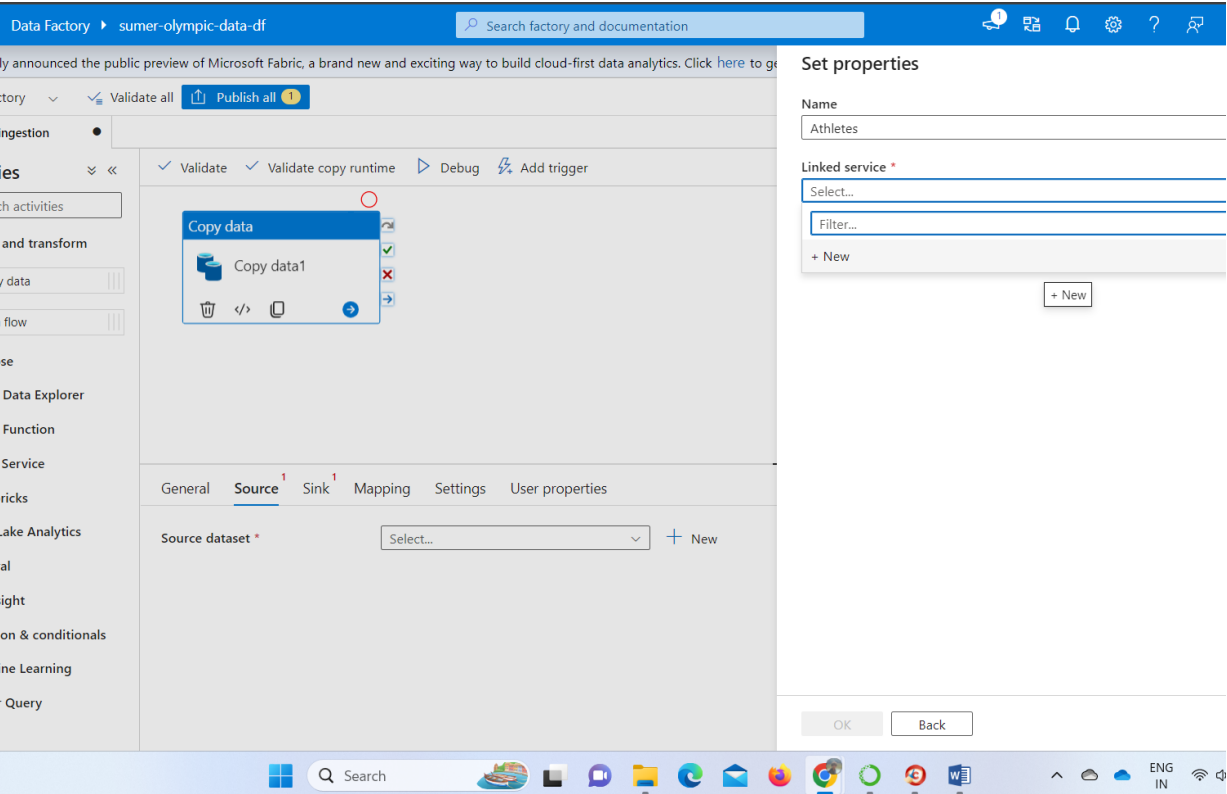 Data Factory
sumer-olympic-data-df
Search factory and documentation
1
ly announced the public preview of Microsoft Fabric, a brand new and exciting way to build cloud-first data analytics. Click here to ge
ctory
Validate all
Publish all 1
ingestion
ies
Validate
Validate copy runtime
Debug
Add trigger
ch activities
and transform
y data
flow
se
Data Explorer
Function
Service
ricks
Lake Analytics
al
sight
on & conditionals
ine Learning
r Query
Copy data
Copy data1
General
Source 1
Sink 1
Mapping
Settings
User properties
Source dataset *
Select...
New
Set properties
Name
Athletes
Linked service *
Select...
Filter...
+ New
+ New
OK
Back
Search
ENG
IN